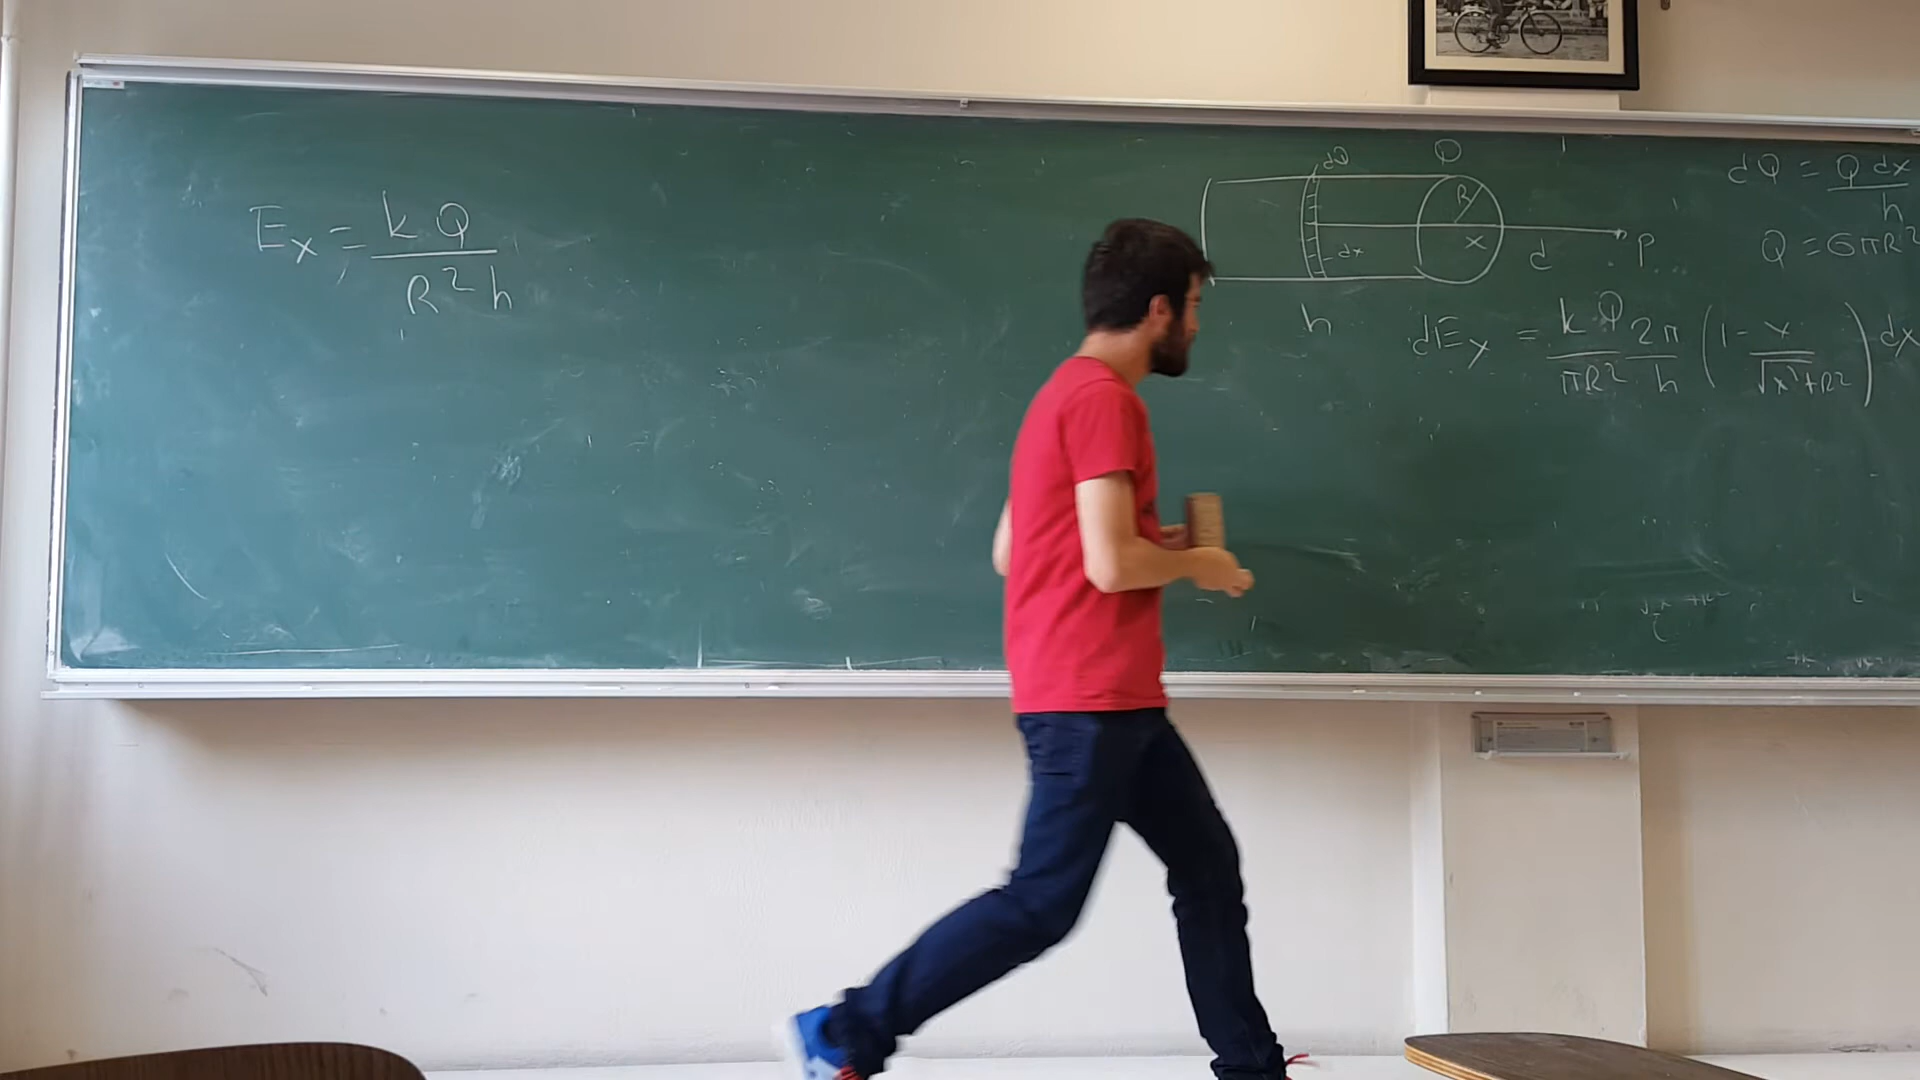 Ex = kQ / R²h
dQ
Q
R
x
dx
d
P
h
dQ = Q dx / h
Q = σπR²
dEx = kQ / πR² 2π / h (1 - x / √x²+R²) dx